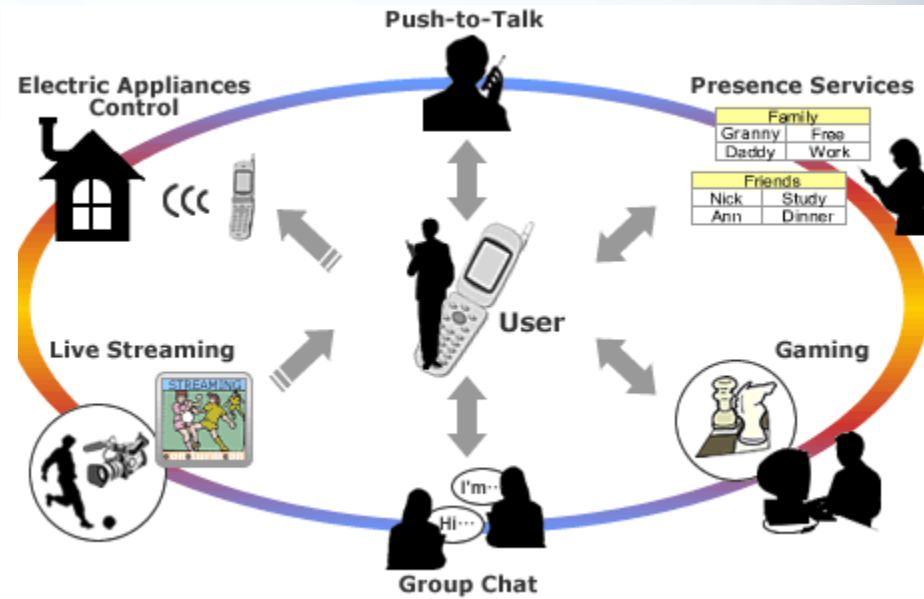 Push-to-Talk
Electric Appliances
Control
Presence Services
Family
Granny Free
Daddy Work
Friends
Nick Study
Ann Dinner
User
Live Streaming
STREAMING
Gaming
I'm···
Hi···
Group Chat